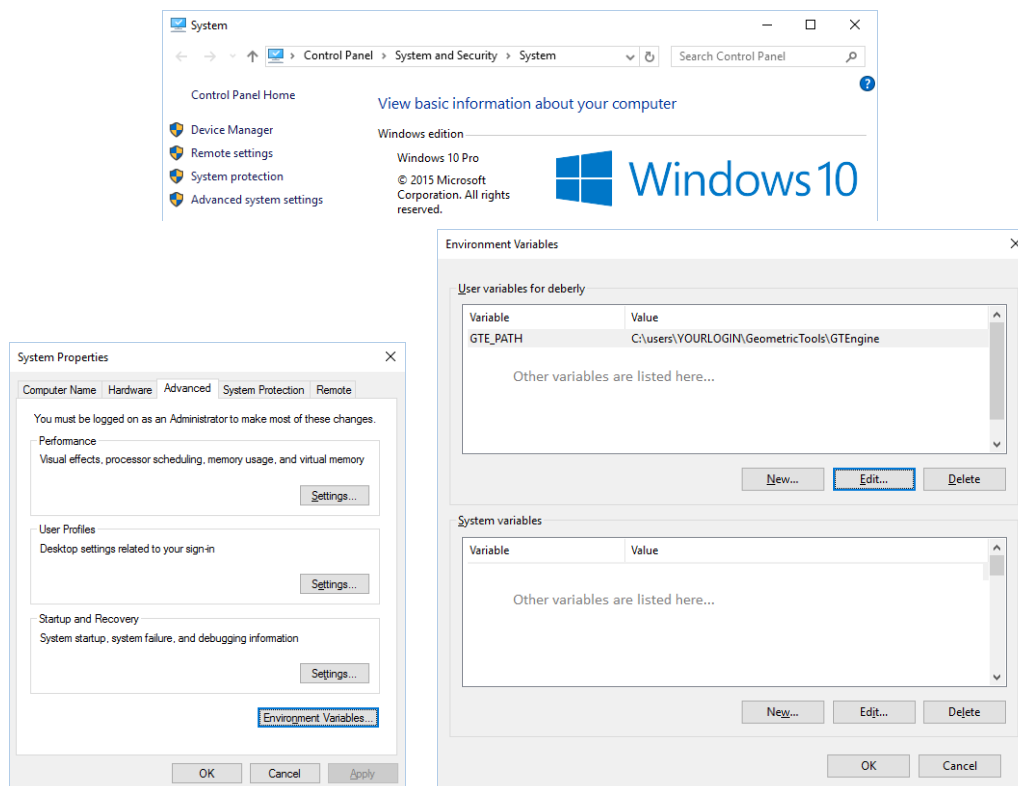 System
Control Panel > System and Security > System
Search Control Panel
Control Panel Home
Device Manager
Remote settings
System protection
Advanced system settings
View basic information about your computer
Windows edition
Windows 10 Pro
© 2015 Microsoft
Corporation. All rights
reserved.
Windows 10
System Properties
Computer Name Hardware Advanced System Protection Remote
You must be logged on as an Administrator to make most of these changes.
Performance
Visual effects, processor scheduling, memory usage, and virtual memory
Settings...
User Profiles
Desktop settings related to your sign-in
Settings...
Startup and Recovery
System startup, system failure, and debugging information
Settings...
Environment Variables...
OK Cancel Apply
Environment Variables
User variables for deberly
Variable Value
GTE_PATH C:\users\YOURLOGIN\GeometricTools\GTEngine
Other variables are listed here...
New... Edit... Delete
System variables
Variable Value
Other variables are listed here...
New... Edit... Delete
OK Cancel